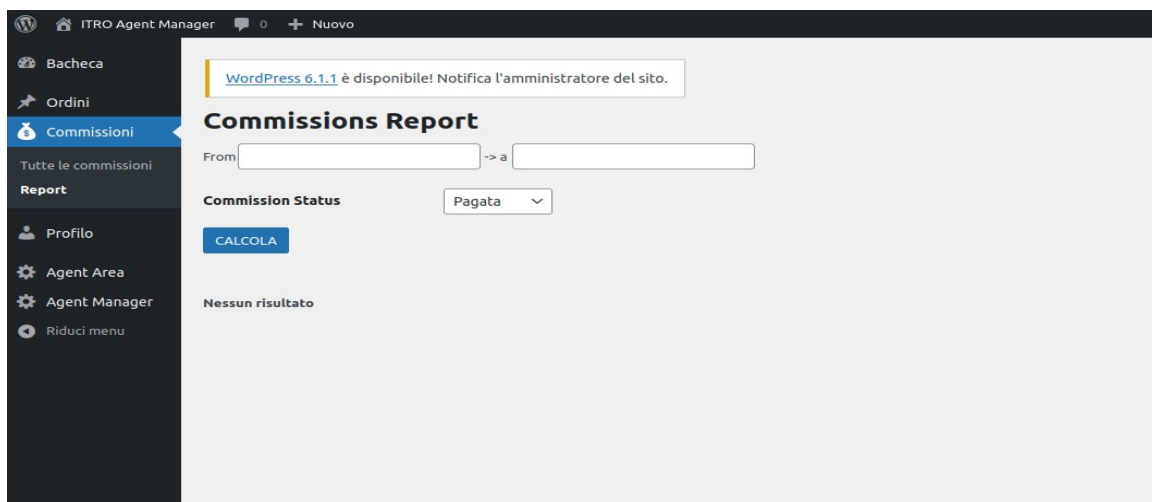 ITRO Agent Manager 0 + Nuovo
Bacheca
Ordini
Commissioni
Tutte le commissioni
Report
Profilo
Agent Area
Agent Manager
Riduci menu
WordPress 6.1.1 è disponibile! Notifica l'amministratore del sito.
Commissions Report
From -> a
Commission Status Pagata
CALCOLA
Nessun risultato